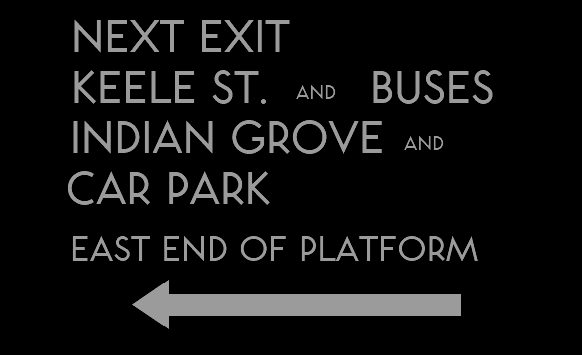 NEXT EXIT
KEELE ST. AND BUSES
INDIAN GROVE AND
CAR PARK
EAST END OF PLATFORM